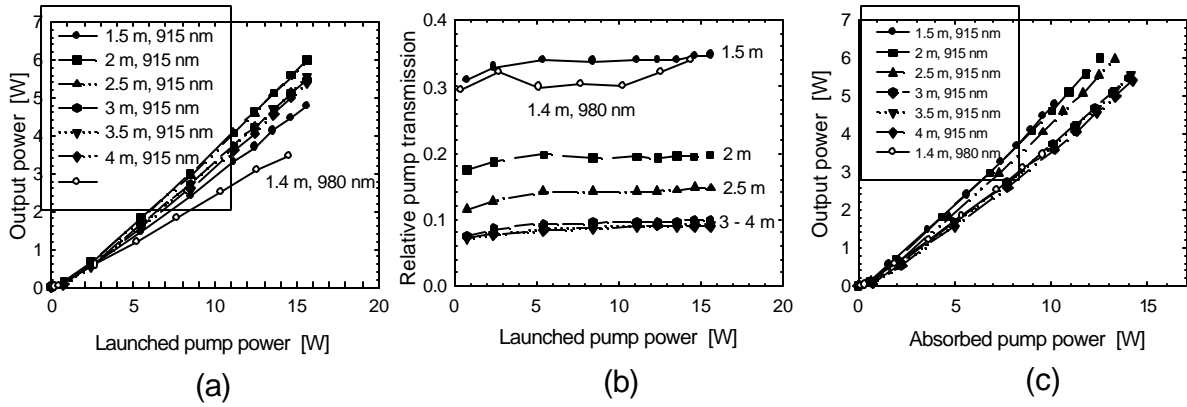 7
6
5
4
3
2
1
0
Output power [W]
1.5 m, 915 nm
2 m, 915 nm
2.5 m, 915 nm
3 m, 915 nm
3.5 m, 915 nm
4 m, 915 nm
1.4 m, 980 nm
0 5 10 15 20
Launched pump power [W]
(a)
0.4
0.3
0.2
0.1
0.0
Relative pump transmission
1.5 m
1.4 m, 980 nm
2 m
2.5 m
3 - 4 m
0 5 10 15 20
Launched pump power [W]
(b)
7
6
5
4
3
2
1
0
Output power [W]
1.5 m, 915 nm
2 m, 915 nm
2.5 m, 915 nm
3 m, 915 nm
3.5 m, 915 nm
4 m, 915 nm
1.4 m, 980 nm
0 5 10 15
Absorbed pump power [W]
(c)